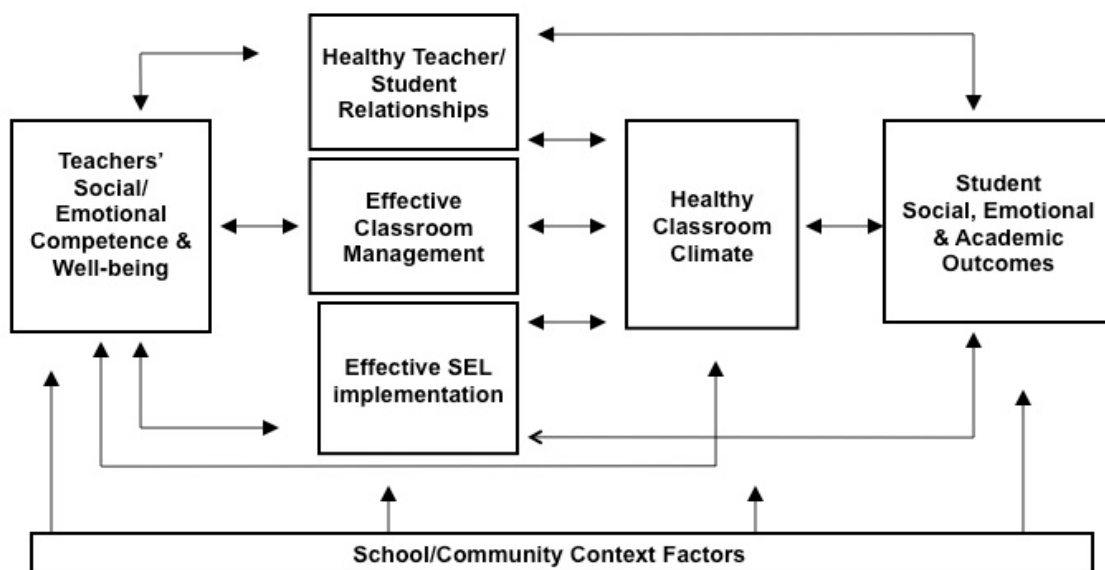 Healthy Teacher/
Student
Relationships
Teachers’
Social/
Emotional
Competence &
Well-being
Effective
Classroom
Management
Effective SEL
implementation
Healthy
Classroom
Climate
Student
Social, Emotional
& Academic
Outcomes
School/Community Context Factors